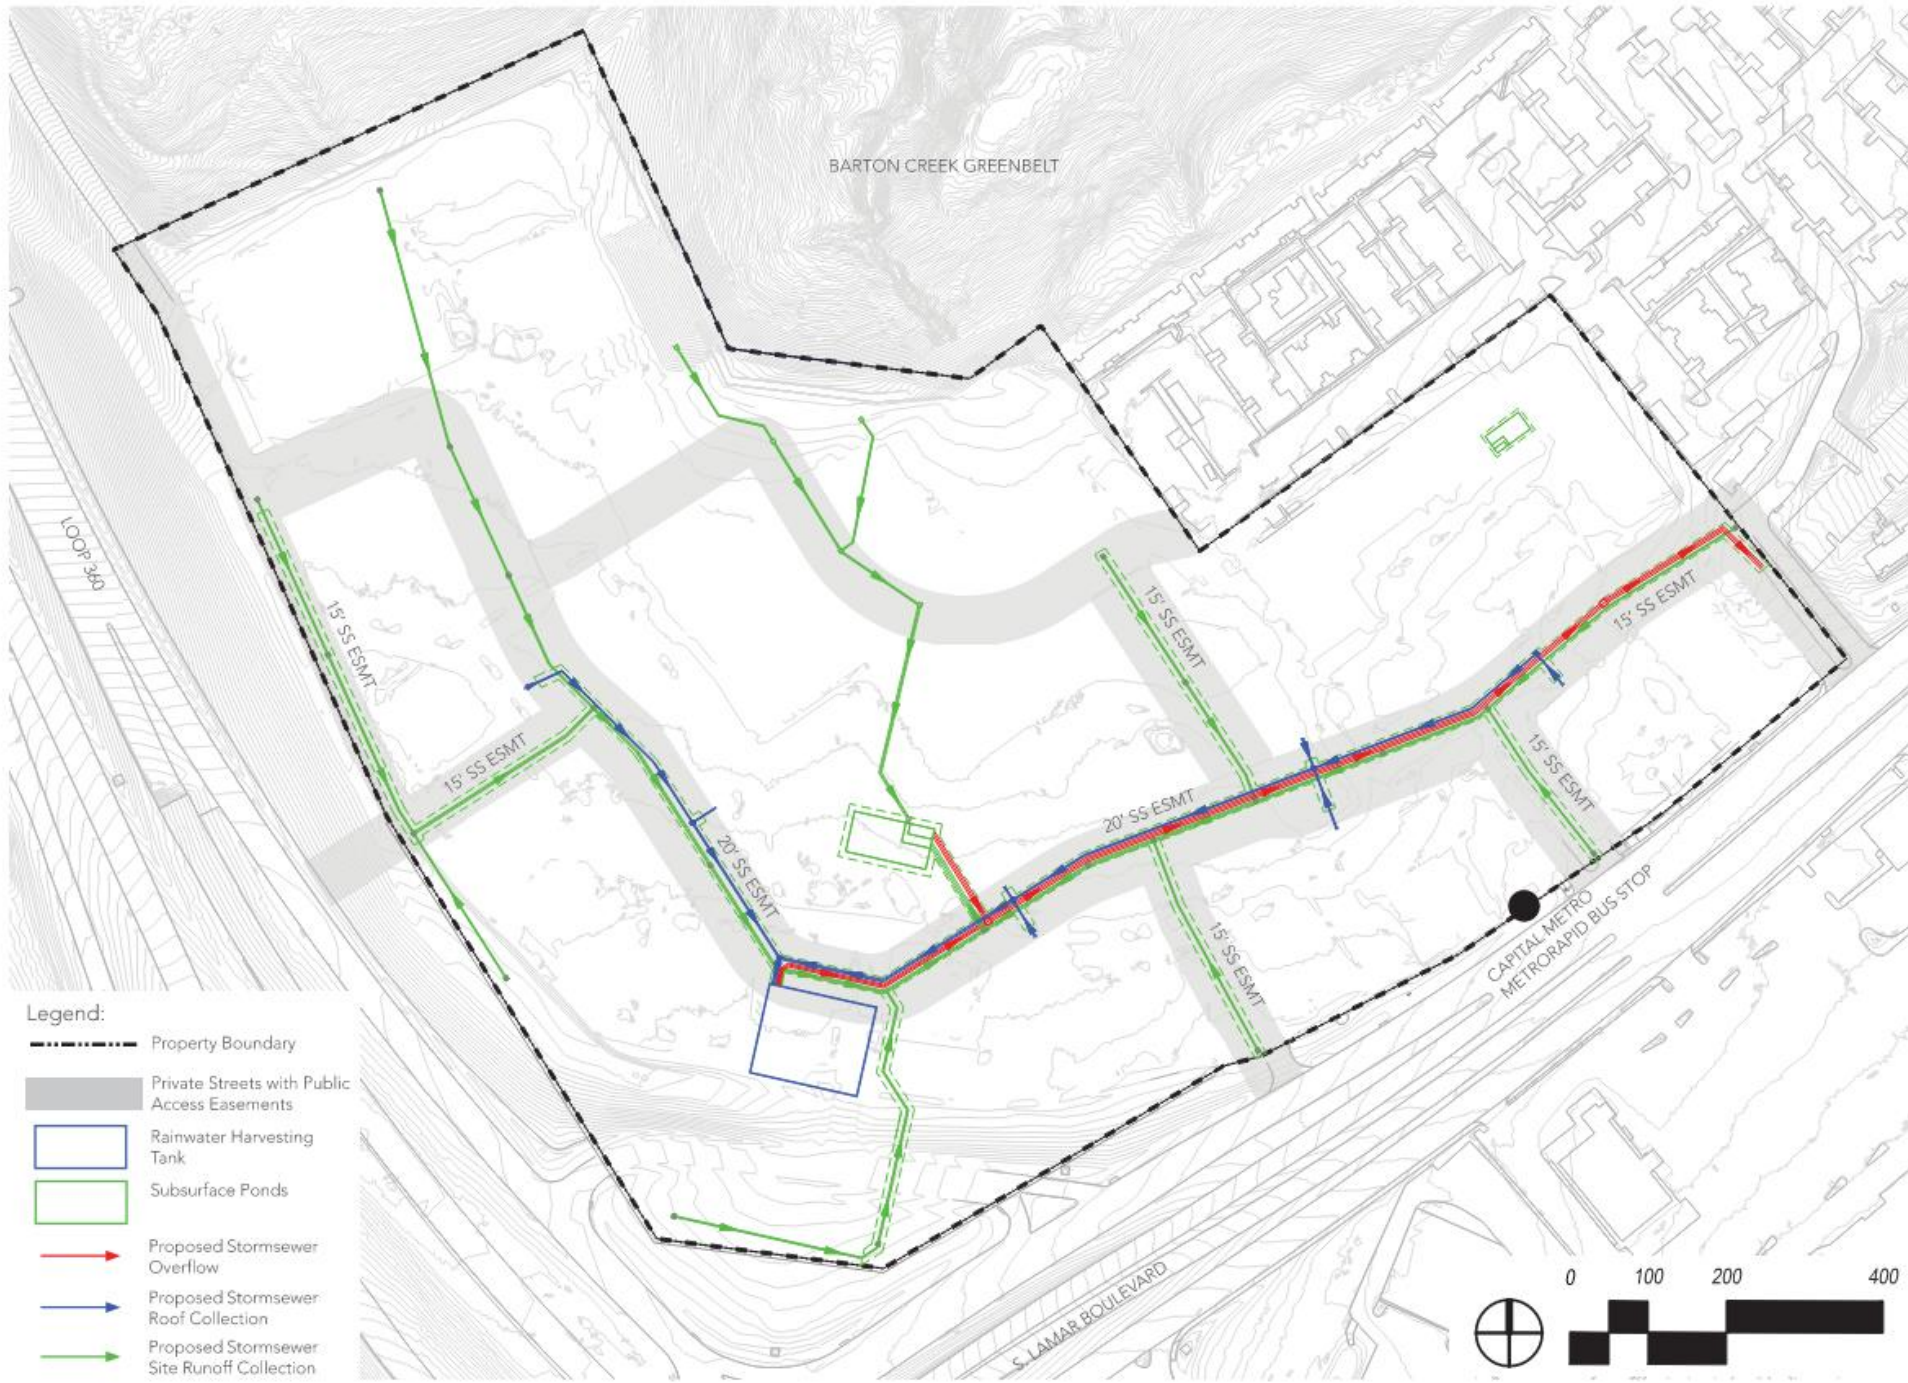 BARTON CREEK GREENBELT
LOOP 360
15' SS ESMT
15' SS ESMT
15' SS ESMT
15' SS ESMT
20' SS ESMT
20' SS ESMT
15' SS ESMT
15' SS ESMT
CAPITAL METRO
METRORAPID BUS STOP
S. LAMAR BOULEVARD
Legend:
Property Boundary
Private Streets with Public
Access Easements
Rainwater Harvesting
Tank
Subsurface Ponds
Proposed Stormsewer
Overflow
Proposed Stormsewer
Roof Collection
Proposed Stormsewer
Site Runoff Collection
0 100 200 400